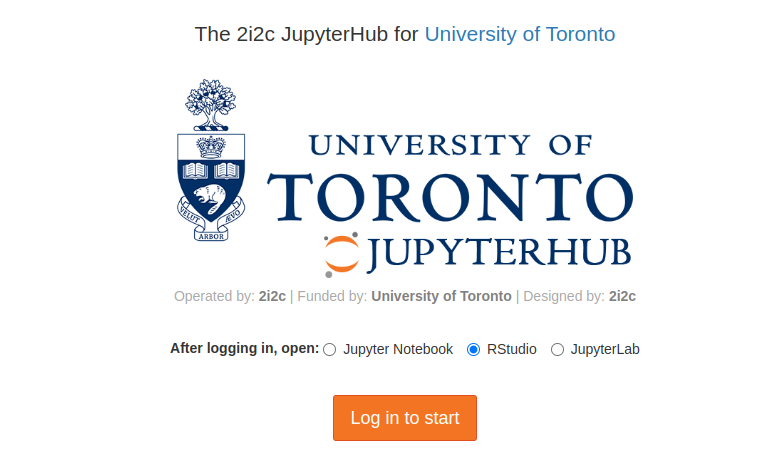 The 2i2c JupyterHub for University of Toronto
UNIVERSITY OF
TORONTO
JUPYTERHUB
VELUT ARBOR ÆVO
Operated by: 2i2c | Funded by: University of Toronto | Designed by: 2i2c
After logging in, open: Jupyter Notebook RStudio JupyterLab
Log in to start